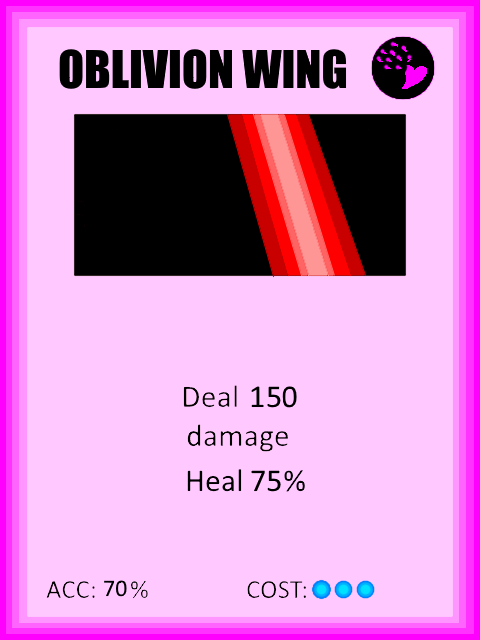 OBLIVION WING
Deal 150
damage
Heal 75%
ACC: 70% COST: